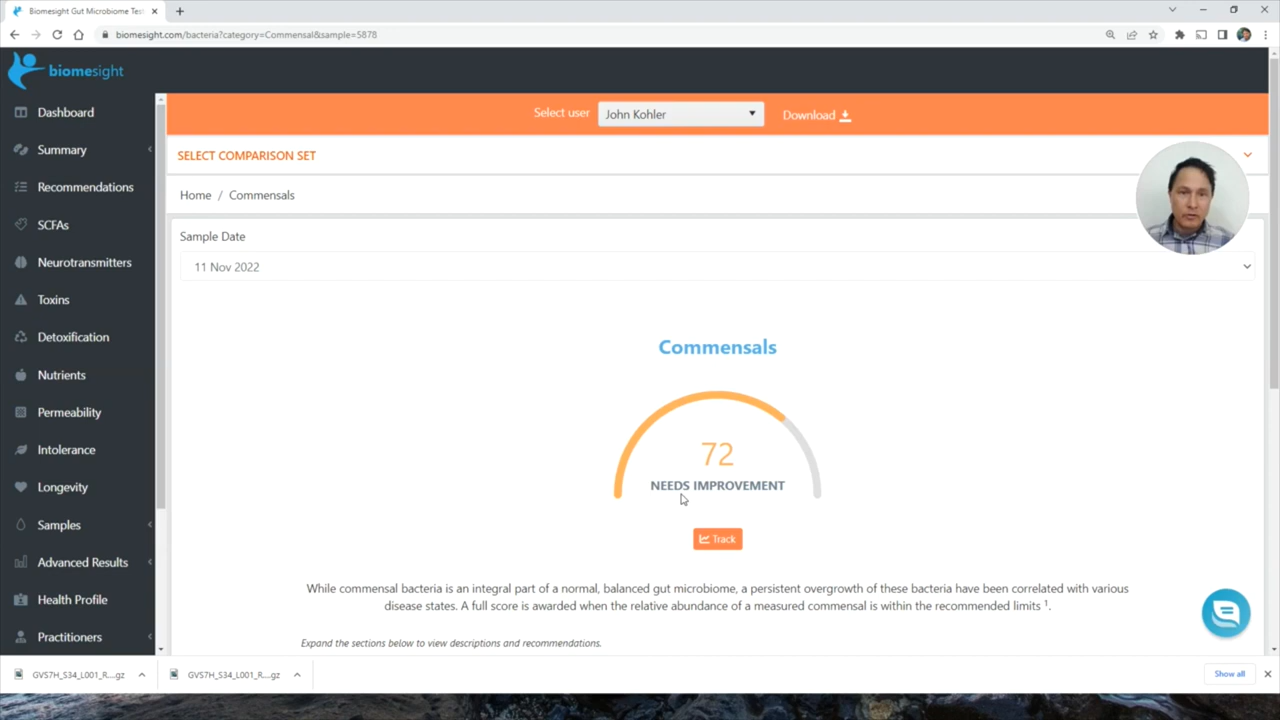 Biomesight Gut Microbiome Tes
biomesight.com/bacteria?category=Commensal&sample=5878
biomesight
Dashboard
Summary
Recommendations
SCFAs
Neurotransmitters
Toxins
Detoxification
Nutrients
Permeability
Intolerance
Longevity
Samples
Advanced Results
Health Profile
Practitioners
Select user
John Kohler
Download
SELECT COMPARISON SET
Home / Commensals
Sample Date
11 Nov 2022
Commensals
72
NEEDS IMPROVEMENT
Track
While commensal bacteria is an integral part of a normal, balanced gut microbiome, a persistent overgrowth of these bacteria have been correlated with various
disease states. A full score is awarded when the relative abundance of a measured commensal is within the recommended limits 1.
Expand the sections below to view descriptions and recommendations.
GVS7H_S34_L001_R....gz
GVS7H_S34_L001_R....gz
Show all